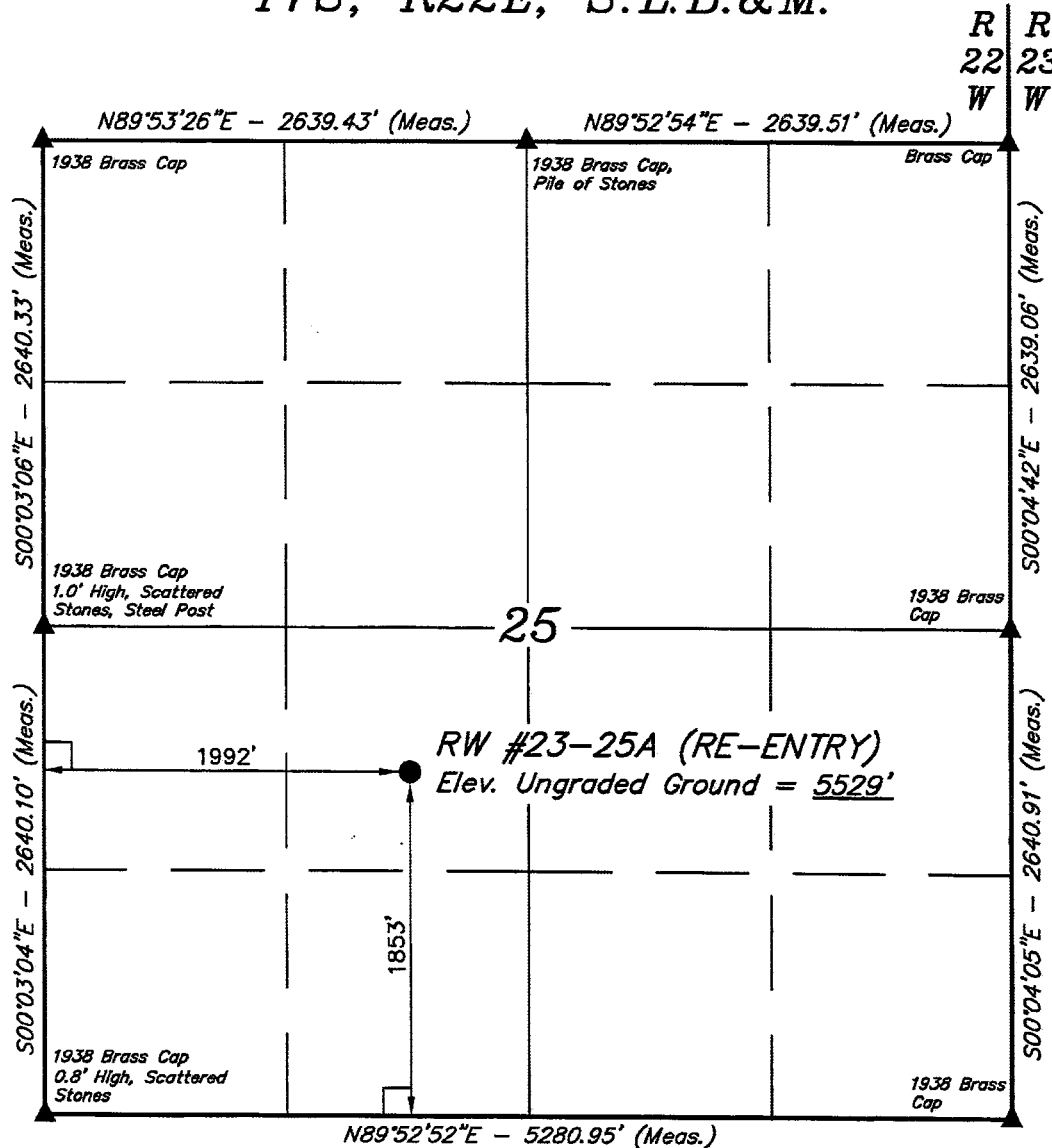 T7S, R22E, S.L.B.&M.
R R
22 23
W W
N89°53'26"E - 2639.43' (Meas.)
N89°52'54"E - 2639.51' (Meas.)
1938 Brass Cap
1938 Brass Cap,
Pile of Stones
Brass Cap
S00°03'06"E - 2640.33' (Meas.)
S00°04'42"E - 2639.06' (Meas.)
1938 Brass Cap
1.0' High, Scattered
Stones, Steel Post
25
1938 Brass
Cap
S00°03'04"E - 2640.10' (Meas.)
1992'
RW #23-25A (RE-ENTRY)
Elev. Ungraded Ground = 5529'
1853'
S00°04'05"E - 2640.91' (Meas.)
1938 Brass Cap
0.8' High, Scattered
Stones
1938 Brass
Cap
N89°52'52"E - 5280.95' (Meas.)